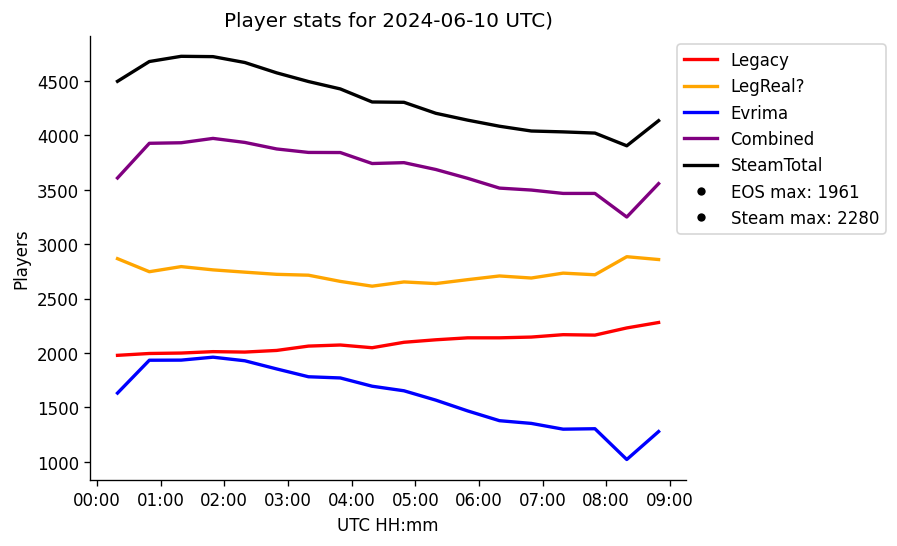 Player stats for 2024-06-10 UTC)
Legacy
LegReal?
Evrima
Combined
SteamTotal
EOS max: 1961
Steam max: 2280
Players
4500
4000
3500
3000
2500
2000
1500
1000
00:00 01:00 02:00 03:00 04:00 05:00 06:00 07:00 08:00 09:00
UTC HH:mm